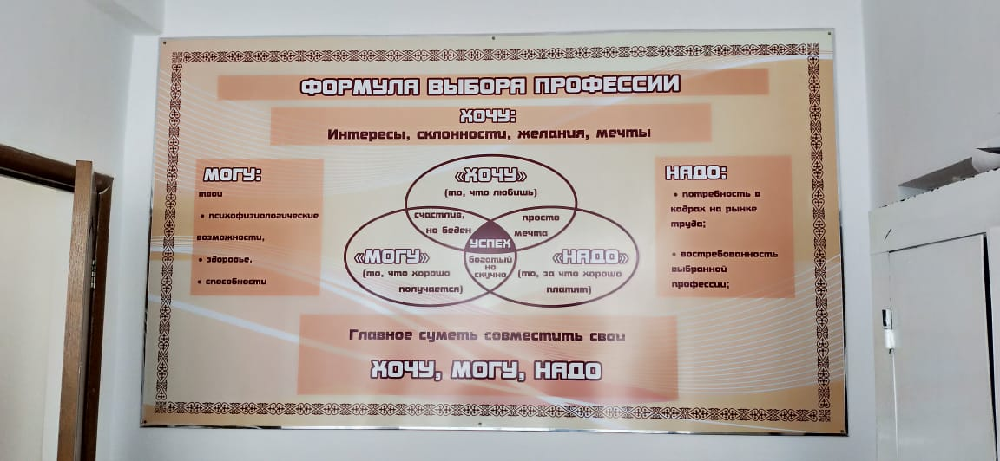 ФОРМУЛА ВЫБОРА ПРОФЕССИИ
ХОЧУ:
Интересы, склонности, желания, мечты
МОГУ:
твои
• психофизиологические
возможности,
• здоровье,
• способности
«ХОЧУ»
(то, что любишь)
счастлив,
но беден
просто
мечта
УСПЕХ
«МОГУ»
(то, что хорошо
получается)
богатый
но
скучно
«НАДО»
(то, за что хорошо
платят)
НАДО:
• потребность в
кадрах на рынке
труда;
• востребованность
выбранной
профессии;
Главное суметь совместить свои
ХОЧУ, МОГУ, НАДО